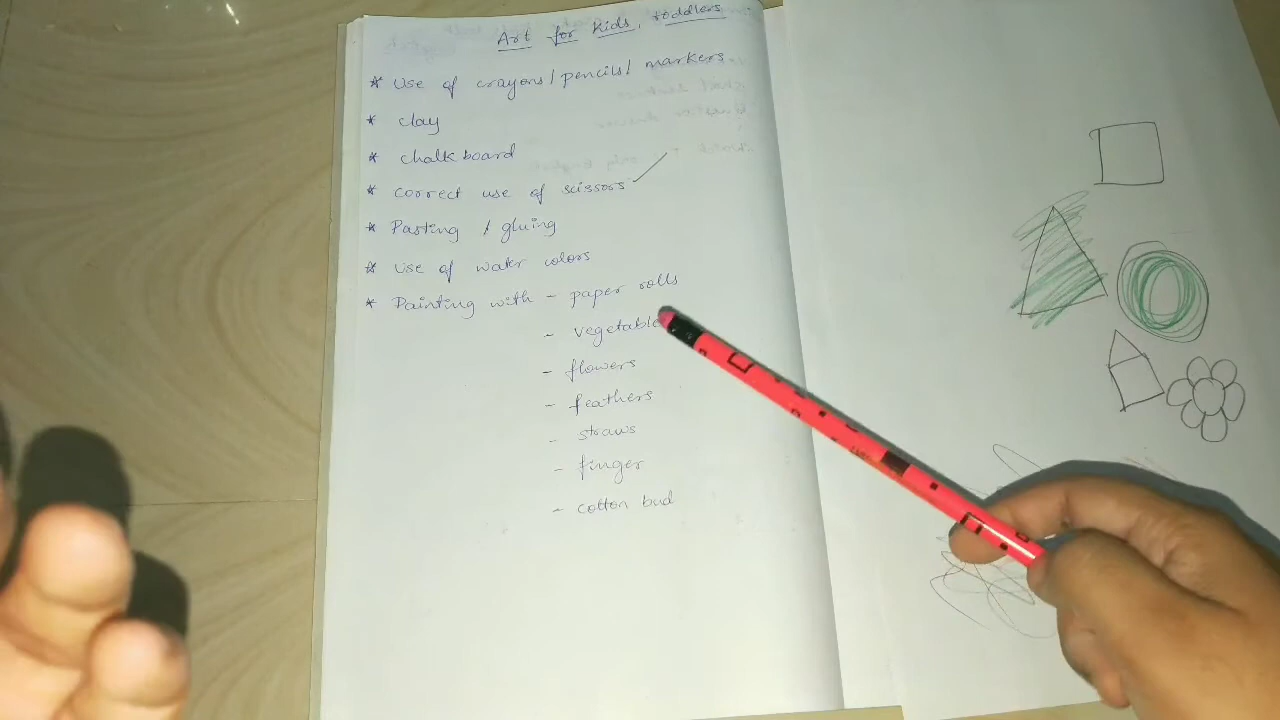 Art for Kids, toddlers
* Use of crayons/pencils/ markers
* clay
* chalk board
* correct use of scissors
* Pasting / gluing
* Use of water colors
* Painting with - paper rolls
- vegetable
- flowers
- feathers
- straws
- finger
- cotton bud